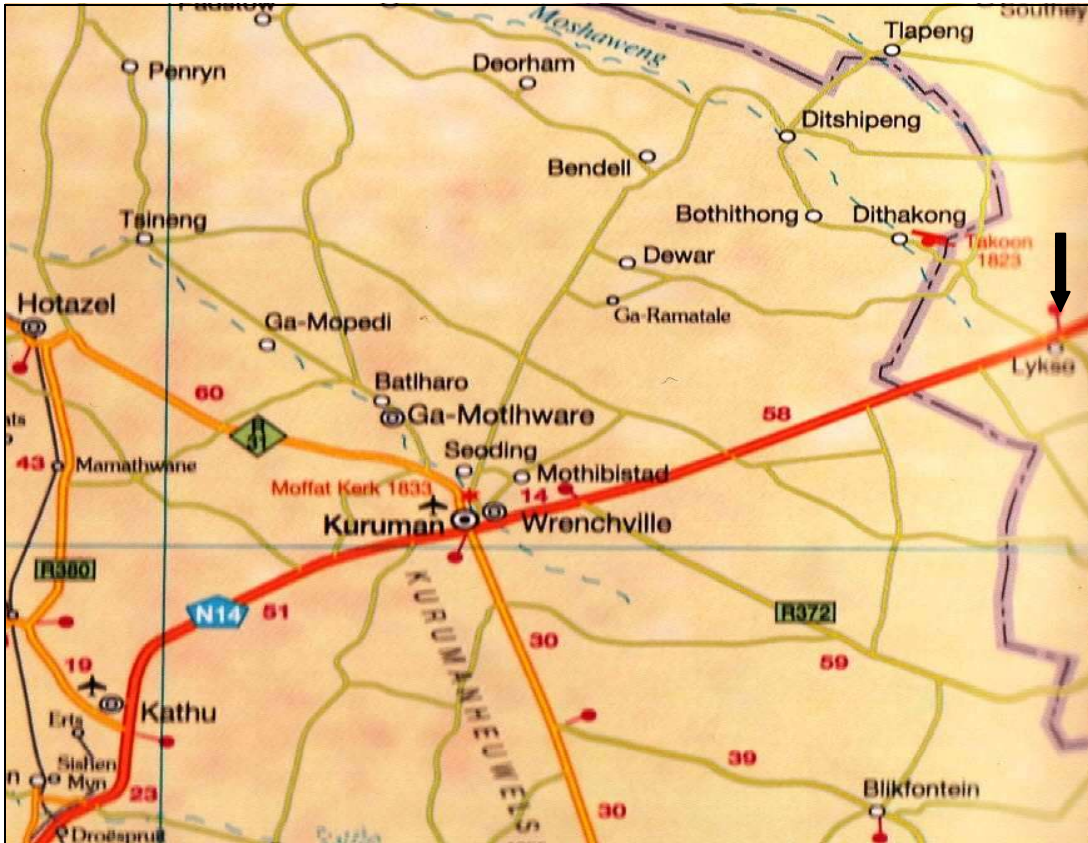 Moshaweng
Tlapeng
Penryn
Deorham
Ditshipeng
Bendell
Tsineng
Bothithong
Dithakong
Takoon
1823
Dewar
Hotazel
Ga-Ramatale
Ga-Mopedi
Lykso
60
Batlharo
58
Ga-Motlhware
R
31
Seoding
43
Mamathwane
Mothibistad
Moffat Kerk 1833
14
Kuruman
Wrenchville
R380
KURUMANHEUWELS
N14
51
R372
30
59
19
Kathu
Erts
39
Sishen
Myn
23
Blikfontein
30
Droëspruit